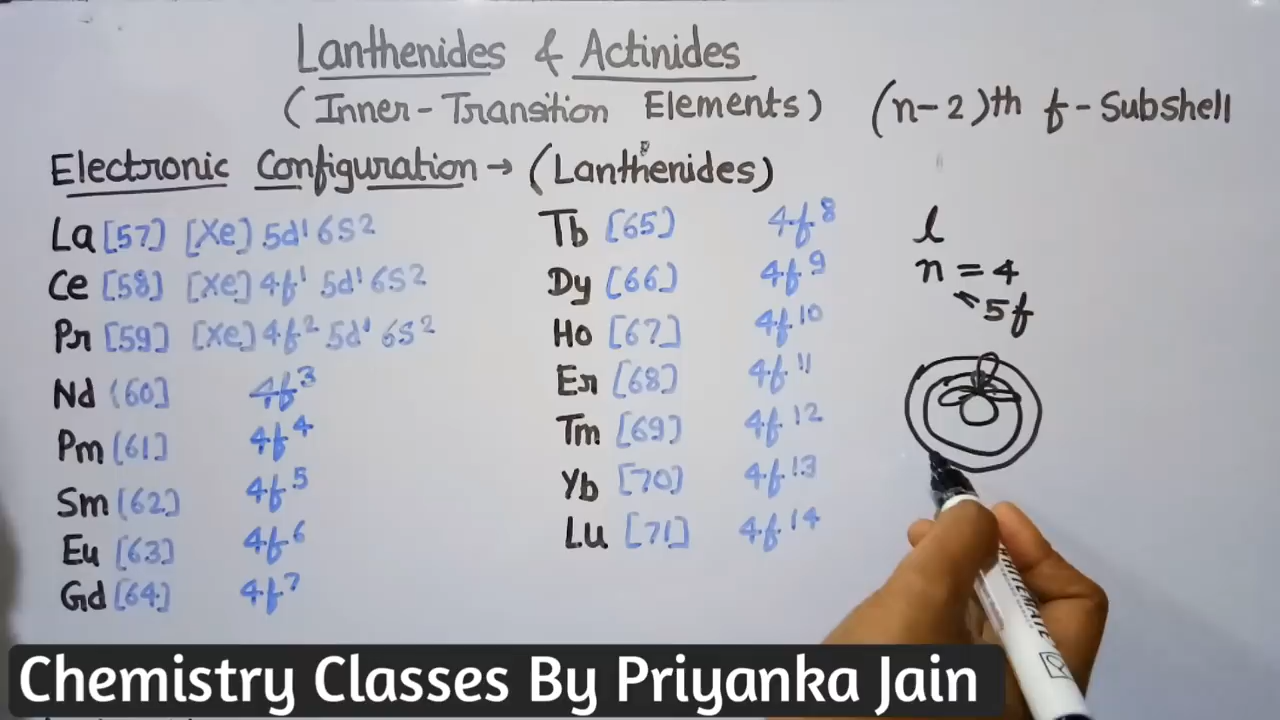 Lanthenides & Actinides
(Inner-Transition Elements) (n-2)th f-Subshell
Electronic Configuration → (Lanthenides)
La [57] [Xe] 5d¹ 6s²
Ce [58] [Xe] 4f¹ 5d¹ 6s²
Pr [59] [Xe] 4f² 5d¹ 6s²
Nd (60] 4f³
Pm (61] 4f⁴
Sm (62] 4f⁵
Eu [63] 4f⁶
Gd [64] 4f⁷
Tb [65) 4f⁸
Dy [66) 4f⁹
Ho [67] 4f¹⁰
Er [68) 4f¹¹
Tm [69) 4f¹²
Yb [70) 4f¹³
Lu [71] 4f¹⁴
l
n = 4
5f
Chemistry Classes By Priyanka Jain